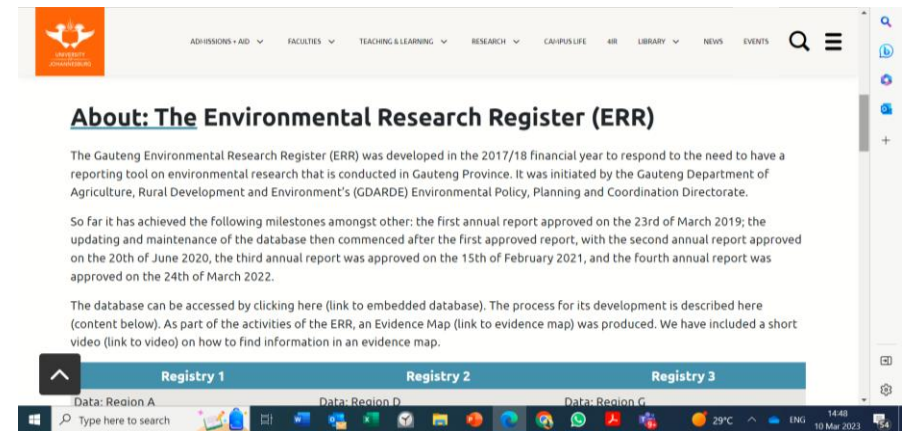 UNIVERSITY
OF
JOHANNESBURG
ADMISSIONS + AID FACULTIES TEACHING & LEARNING RESEARCH CAMPUS LIFE 4IR LIBRARY NEWS EVENTS
About: The Environmental Research Register (ERR)
The Gauteng Environmental Research Register (ERR) was developed in the 2017/18 financial year to respond to the need to have a
reporting tool on environmental research that is conducted in Gauteng Province. It was initiated by the Gauteng Department of
Agriculture, Rural Development and Environment's (GDARDE) Environmental Policy, Planning and Coordination Directorate.
So far it has achieved the following milestones amongst other: the first annual report approved on the 23rd of March 2019; the
updating and maintenance of the database then commenced after the first approved report, with the second annual report approved
on the 20th of June 2020, the third annual report was approved on the 15th of February 2021, and the fourth annual report was
approved on the 24th of March 2022.
The database can be accessed by clicking here (link to embedded database). The process for its development is described here
(content below). As part of the activities of the ERR, an Evidence Map (link to evidence map) was produced. We have included a short
video (link to video) on how to find information in an evidence map.
Registry 1 Registry 2 Registry 3
Data: Region A Data: Region D Data: Region G
Type here to search 29°C ENG 14:48
10 Mar 2023 54